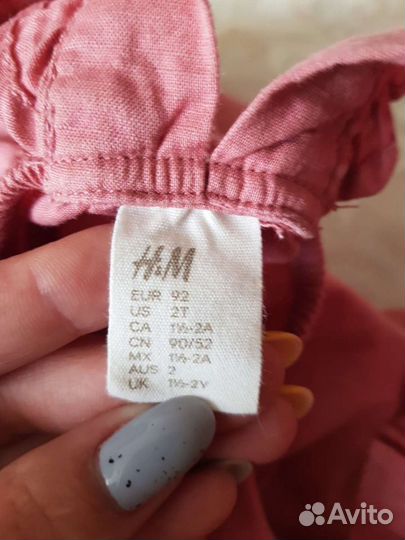 H&M
EUR 92
US 2T
CA 1½-2A
CN 90/52
MX 1½-2A
AUS 2
UK 1½-2Y
Avito